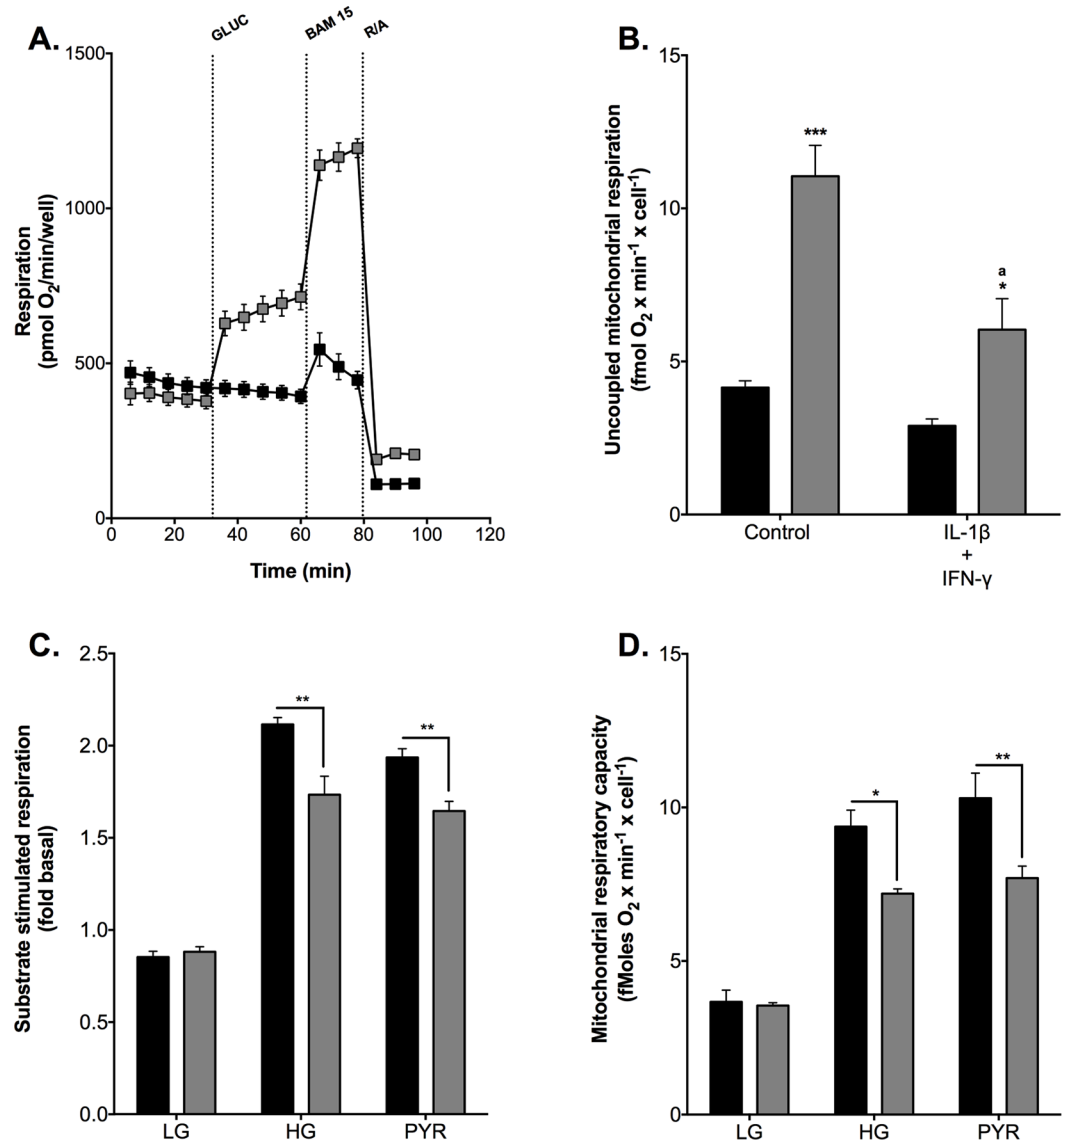 A.
GLUC
BAM 15
R/A
Respiration
(pmol O2/min/well)
1500
1000
500
0
0 20 40 60 80 100 120
Time (min)
B.
Uncoupled mitochondrial respiration
(fmol O2 x min-1 x cell-1)
15
10
5
0
***
a
*
Control
IL-1β
+
IFN-γ
C.
Substrate stimulated respiration
(fold basal)
2.5
2.0
1.5
1.0
0.5
0.0
**
**
LG HG PYR
D.
Mitochondrial respiratory capacity
(fMoles O2 x min-1 x cell-1)
15
10
5
0
*
**
LG HG PYR